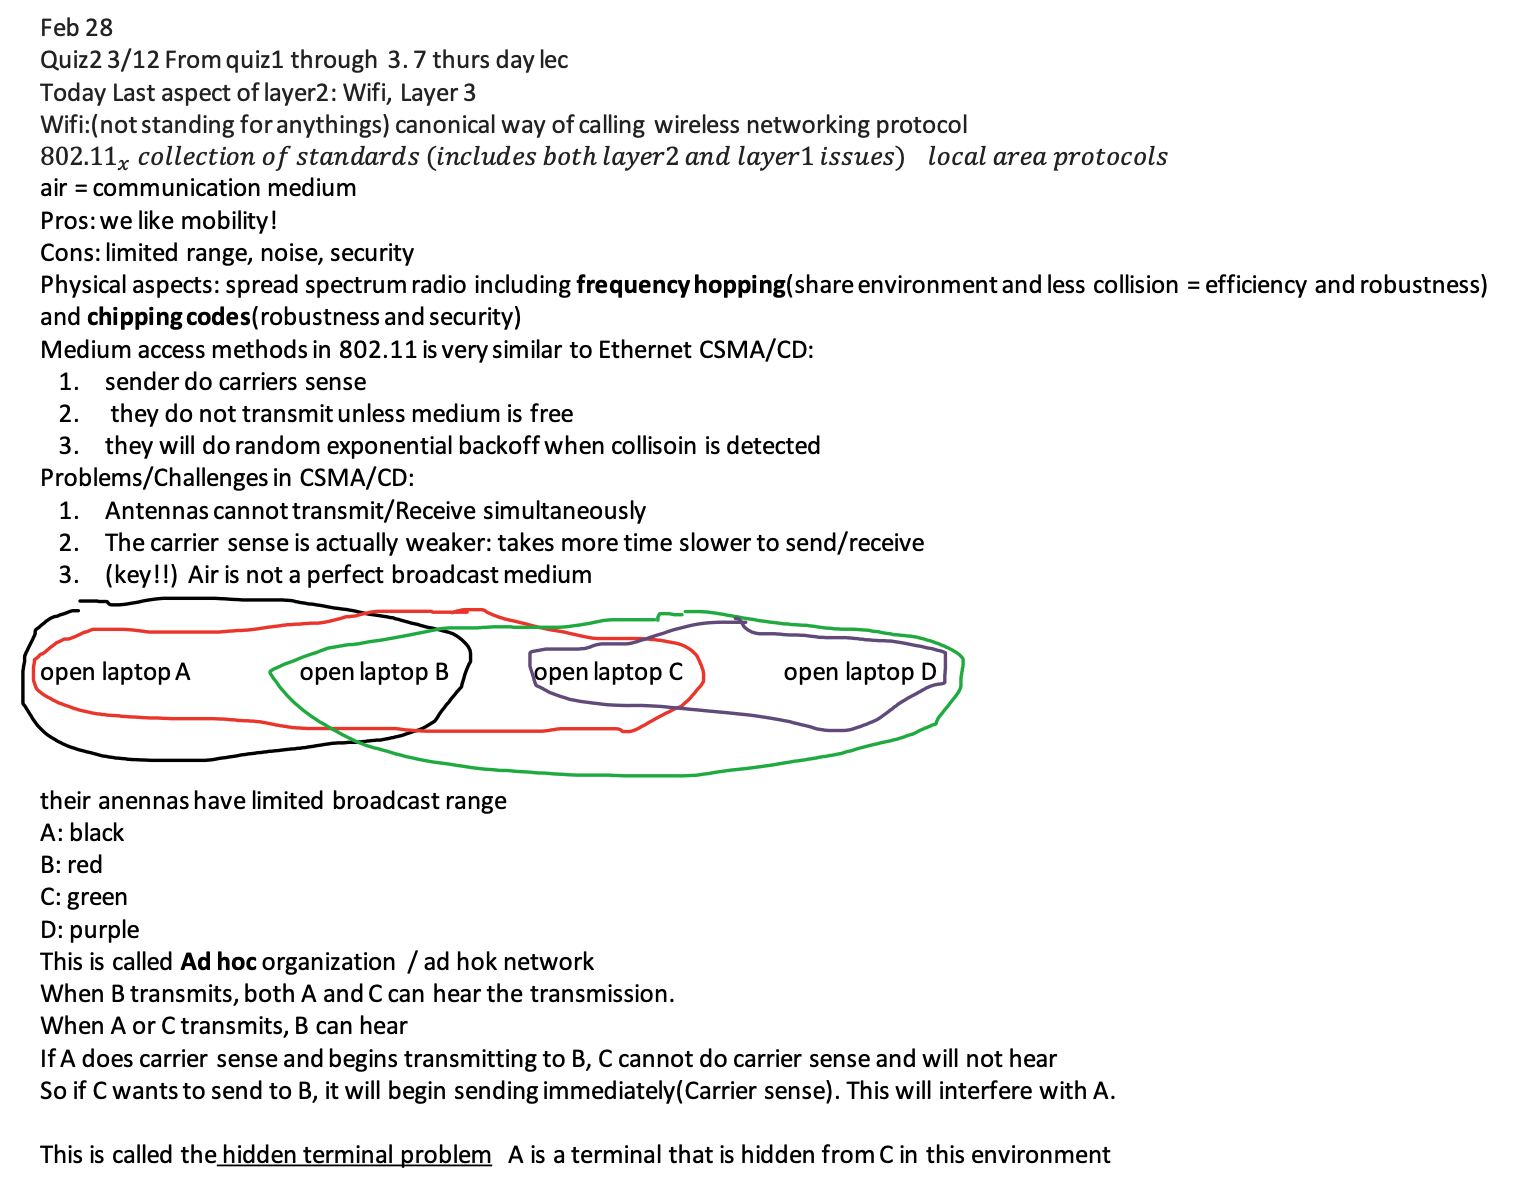 Feb 28
Quiz2 3/12 From quiz1 through 3. 7 thurs day lec
Today Last aspect of layer2: Wifi, Layer 3
Wifi:(not standing for anythings) canonical way of calling wireless networking protocol
802.11ₓ collection of standards (includes both layer2 and layer1 issues) local area protocols
air = communication medium
Pros: we like mobility!
Cons: limited range, noise, security
Physical aspects: spread spectrum radio including frequency hopping(share environment and less collision = efficiency and robustness)
and chipping codes(robustness and security)
Medium access methods in 802.11 is very similar to Ethernet CSMA/CD:
1. sender do carriers sense
2. they do not transmit unless medium is free
3. they will do random exponential backoff when collisoin is detected
Problems/Challenges in CSMA/CD:
1. Antennas cannot transmit/Receive simultaneously
2. The carrier sense is actually weaker: takes more time slower to send/receive
3. (key!!) Air is not a perfect broadcast medium
open laptop A open laptop B open laptop C open laptop D
their anennas have limited broadcast range
A: black
B: red
C: green
D: purple
This is called Ad hoc organization / ad hok network
When B transmits, both A and C can hear the transmission.
When A or C transmits, B can hear
If A does carrier sense and begins transmitting to B, C cannot do carrier sense and will not hear
So if C wants to send to B, it will begin sending immediately(Carrier sense). This will interfere with A.
This is called the hidden terminal problem A is a terminal that is hidden from C in this environment